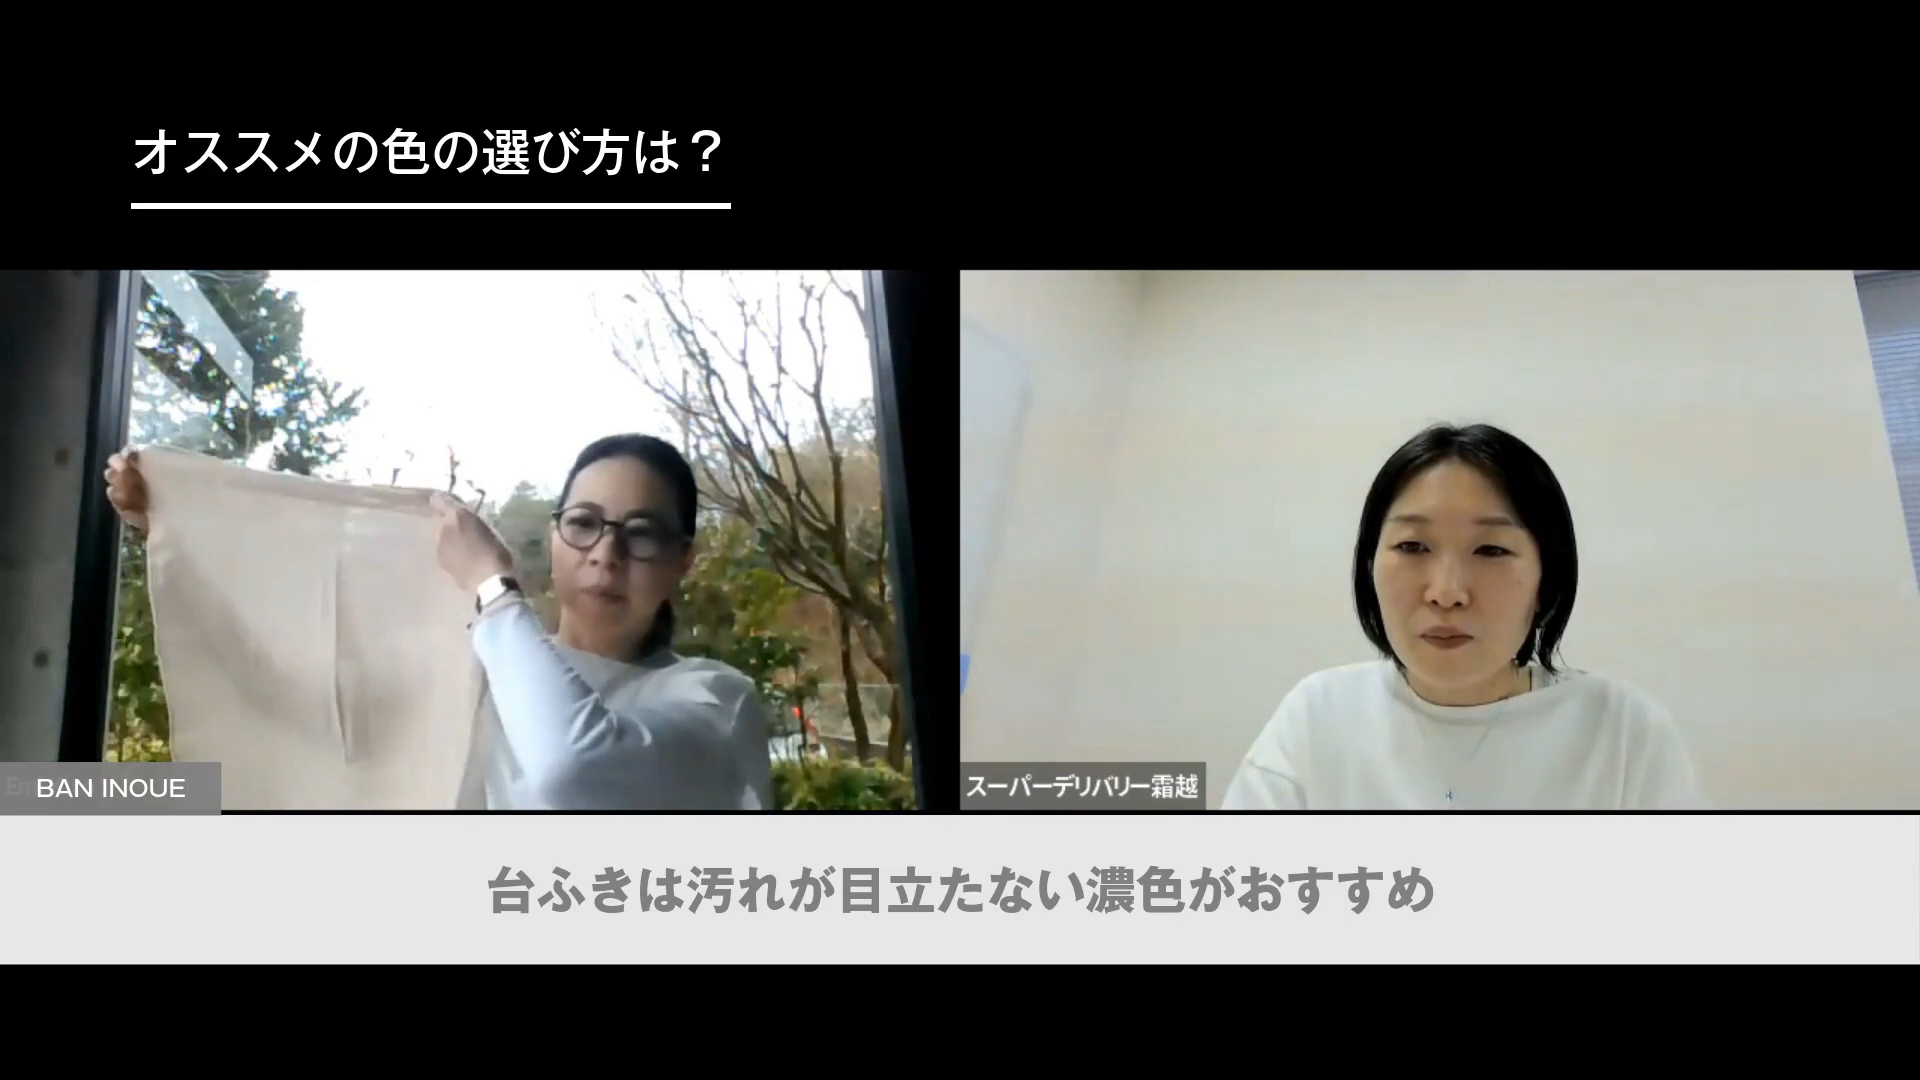 オススメの色の選び方は？
BAN INOUE
スーパーデリバリー霜越
台ふきは汚れが目立たない濃色がおすすめ